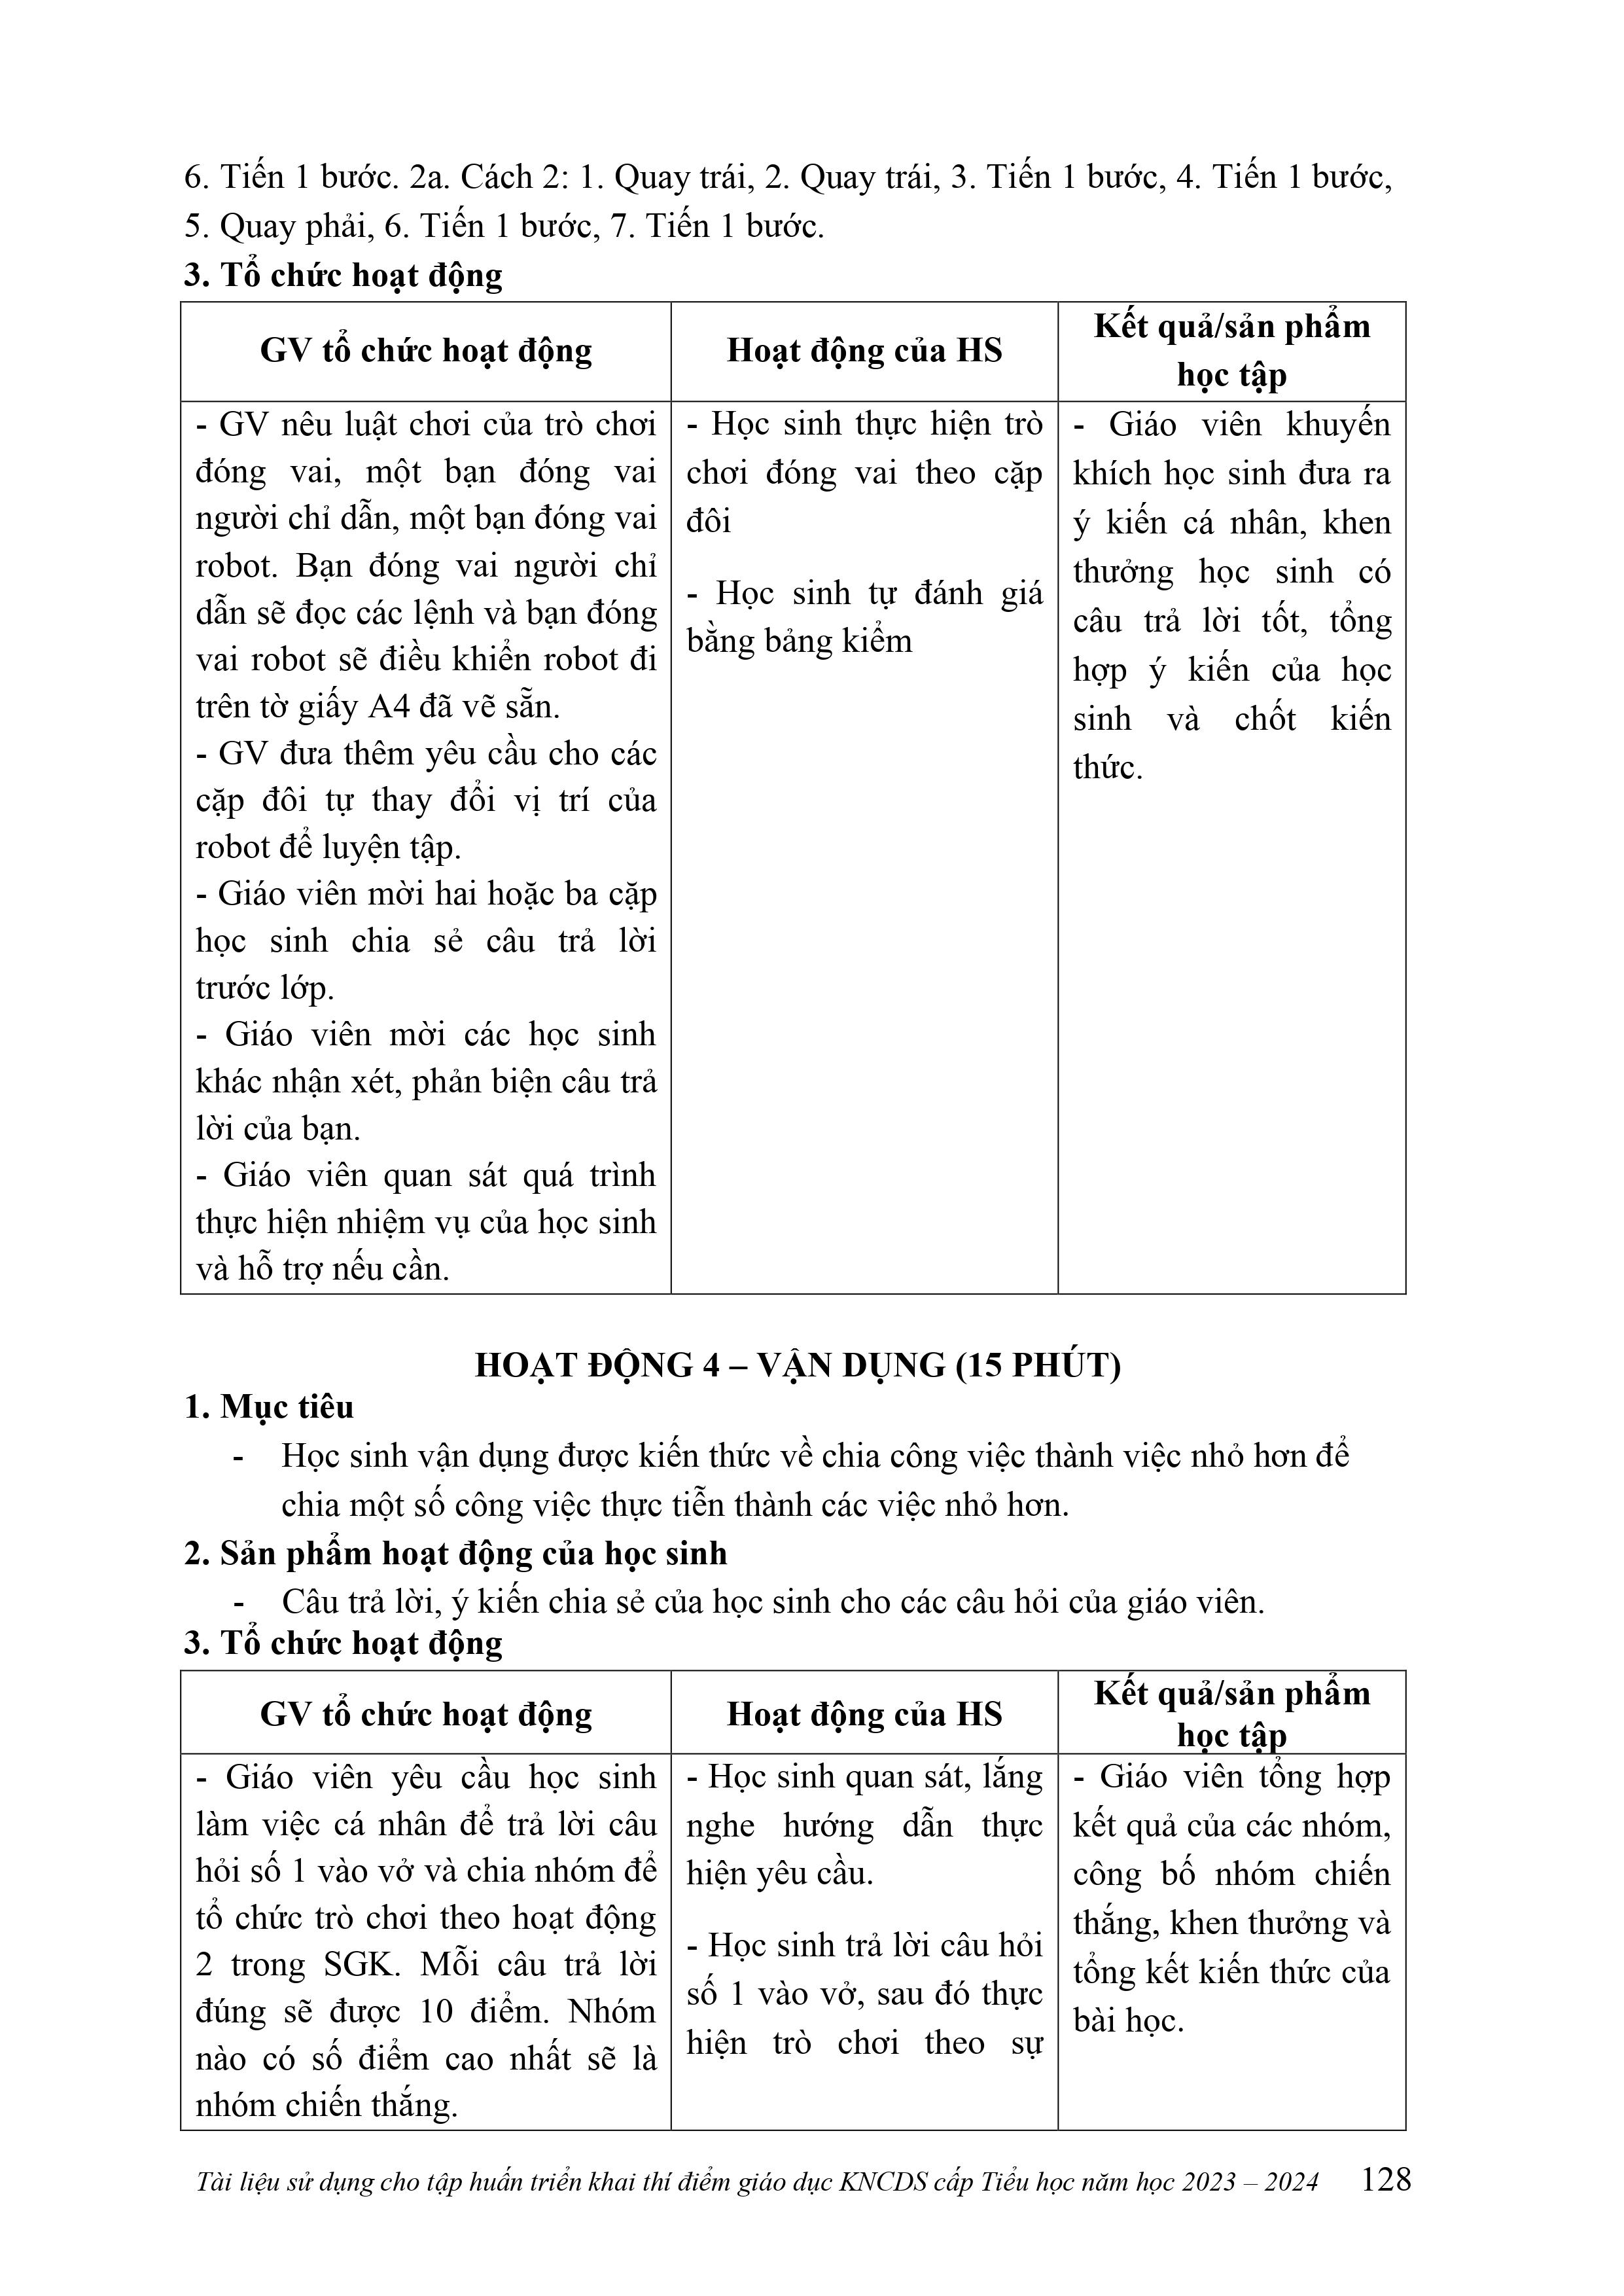 6. Tiến 1 bước. 2a. Cách 2: 1. Quay trái, 2. Quay trái, 3. Tiến 1 bước, 4. Tiến 1 bước,
5. Quay phải, 6. Tiến 1 bước, 7. Tiến 1 bước.
3. Tổ chức hoạt động
GV tổ chức hoạt động
Hoạt động của HS
Kết quả/sản phẩm
học tập
- GV nêu luật chơi của trò chơi
đóng vai, một bạn đóng vai
người chỉ dẫn, một bạn đóng vai
robot. Bạn đóng vai người chỉ
dẫn sẽ đọc các lệnh và bạn đóng
vai robot sẽ điều khiển robot đi
trên tờ giấy A4 đã vẽ sẵn.
- GV đưa thêm yêu cầu cho các
cặp đôi tự thay đổi vị trí của
robot để luyện tập.
- Giáo viên mời hai hoặc ba cặp
học sinh chia sẻ câu trả lời
trước lớp.
- Giáo viên mời các học sinh
khác nhận xét, phản biện câu trả
lời của bạn.
- Giáo viên quan sát quá trình
thực hiện nhiệm vụ của học sinh
và hỗ trợ nếu cần.
- Học sinh thực hiện trò
chơi đóng vai theo cặp
đôi
- Học sinh tự đánh giá
bằng bảng kiểm
- Giáo viên khuyến
khích học sinh đưa ra
ý kiến cá nhân, khen
thưởng học sinh có
câu trả lời tốt, tổng
hợp ý kiến của học
sinh và chốt kiến
thức.
HOẠT ĐỘNG 4 – VẬN DỤNG (15 PHÚT)
1. Mục tiêu
- Học sinh vận dụng được kiến thức về chia công việc thành việc nhỏ hơn để
chia một số công việc thực tiễn thành các việc nhỏ hơn.
2. Sản phẩm hoạt động của học sinh
- Câu trả lời, ý kiến chia sẻ của học sinh cho các câu hỏi của giáo viên.
3. Tổ chức hoạt động
GV tổ chức hoạt động
Hoạt động của HS
Kết quả/sản phẩm
học tập
- Giáo viên yêu cầu học sinh
làm việc cá nhân để trả lời câu
hỏi số 1 vào vở và chia nhóm để
tổ chức trò chơi theo hoạt động
2 trong SGK. Mỗi câu trả lời
đúng sẽ được 10 điểm. Nhóm
nào có số điểm cao nhất sẽ là
nhóm chiến thắng.
- Học sinh quan sát, lắng
nghe hướng dẫn thực
hiện yêu cầu.
- Học sinh trả lời câu hỏi
số 1 vào vở, sau đó thực
hiện trò chơi theo sự
- Giáo viên tổng hợp
kết quả của các nhóm,
công bố nhóm chiến
thắng, khen thưởng và
tổng kết kiến thức của
bài học.
Tài liệu sử dụng cho tập huấn triển khai thí điểm giáo dục KNCDS cấp Tiểu học năm học 2023 – 2024 128